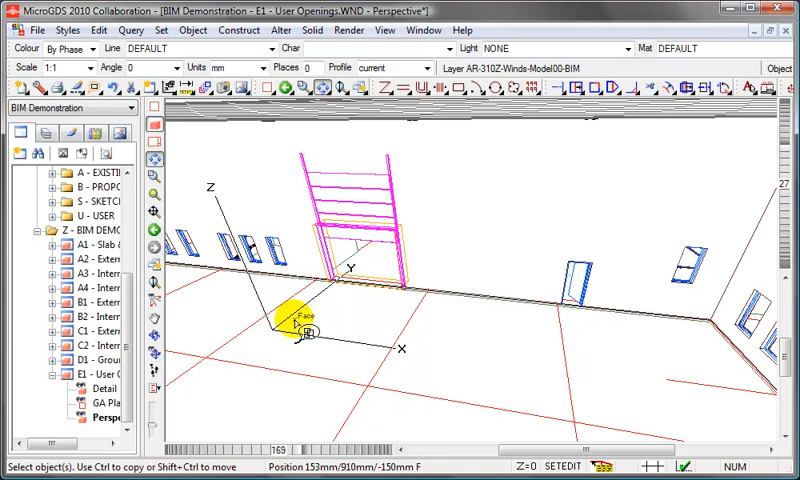 MicroGDS 2010 Collaboration - [BIM Demonstration - E1 - User Openings.WND - Perspective*]
File Styles Edit Query Set Object Construct Alter Solid Render View Window Help
Colour By Phase Line DEFAULT Char Light NONE Mat DEFAULT
Scale 1:1 Angle 0 Units mm Places 0 Profile current Layer AR-310Z-Winds-Model00-BIM Object
BIM Demonstration
A - EXISTI
B - PROPO
S - SKETC
U - USER
Z - BIM DEMO
A1 - Slab &
A2 - Extern
A3 - Intern
A4 - Intern
B1 - Extern
B2 - Intern
C1 - Extern
C2 - Intern
D1 - Groun
E1 - User O
Detail
GA Pla
Perspe
Z
Y
X
Face
27
169
Select object(s). Use Ctrl to copy or Shift+Ctrl to move Position 153mm/910mm/-150mm F Z=0 SETEDIT NUM